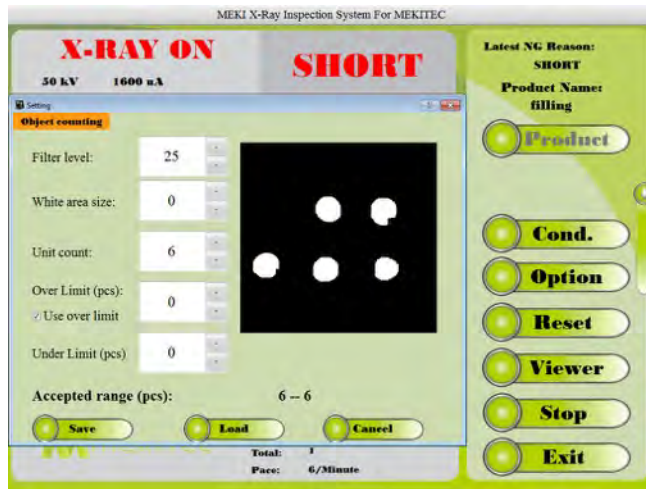 MEKI X-Ray Inspection System For MEKITEC
X-RAY ON
50 kV 1600 uA
SHORT
Latest NG Reason:
SHORT
Product Name:
filling
Product
Cond.
Option
Reset
Viewer
Stop
Exit
Setting
Object counting
Filter level: 25
White area size: 0
Unit count: 6
Over Limit (pcs): 0
Use over limit
Under Limit (pcs) 0
Accepted range (pcs): 6 -- 6
Save Load Cancel
Total: 1
Pace: 6/Minute